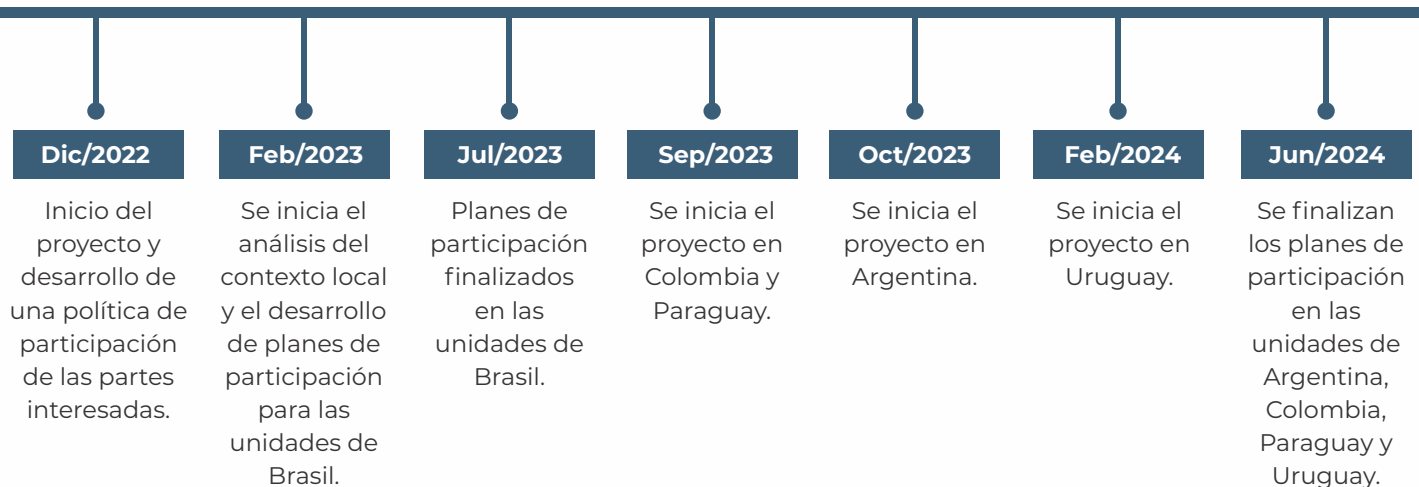 Dic/2022
Inicio del
proyecto y
desarrollo de
una política de
participación
de las partes
interesadas.
Feb/2023
Se inicia el
análisis del
contexto local
y el desarrollo
de planes de
participación
para las
unidades de
Brasil.
Jul/2023
Planes de
participación
finalizados
en las
unidades de
Brasil.
Sep/2023
Se inicia el
proyecto en
Colombia y
Paraguay.
Oct/2023
Se inicia el
proyecto en
Argentina.
Feb/2024
Se inicia el
proyecto en
Uruguay.
Jun/2024
Se finalizan
los planes de
participación
en las
unidades de
Argentina,
Colombia,
Paraguay y
Uruguay.